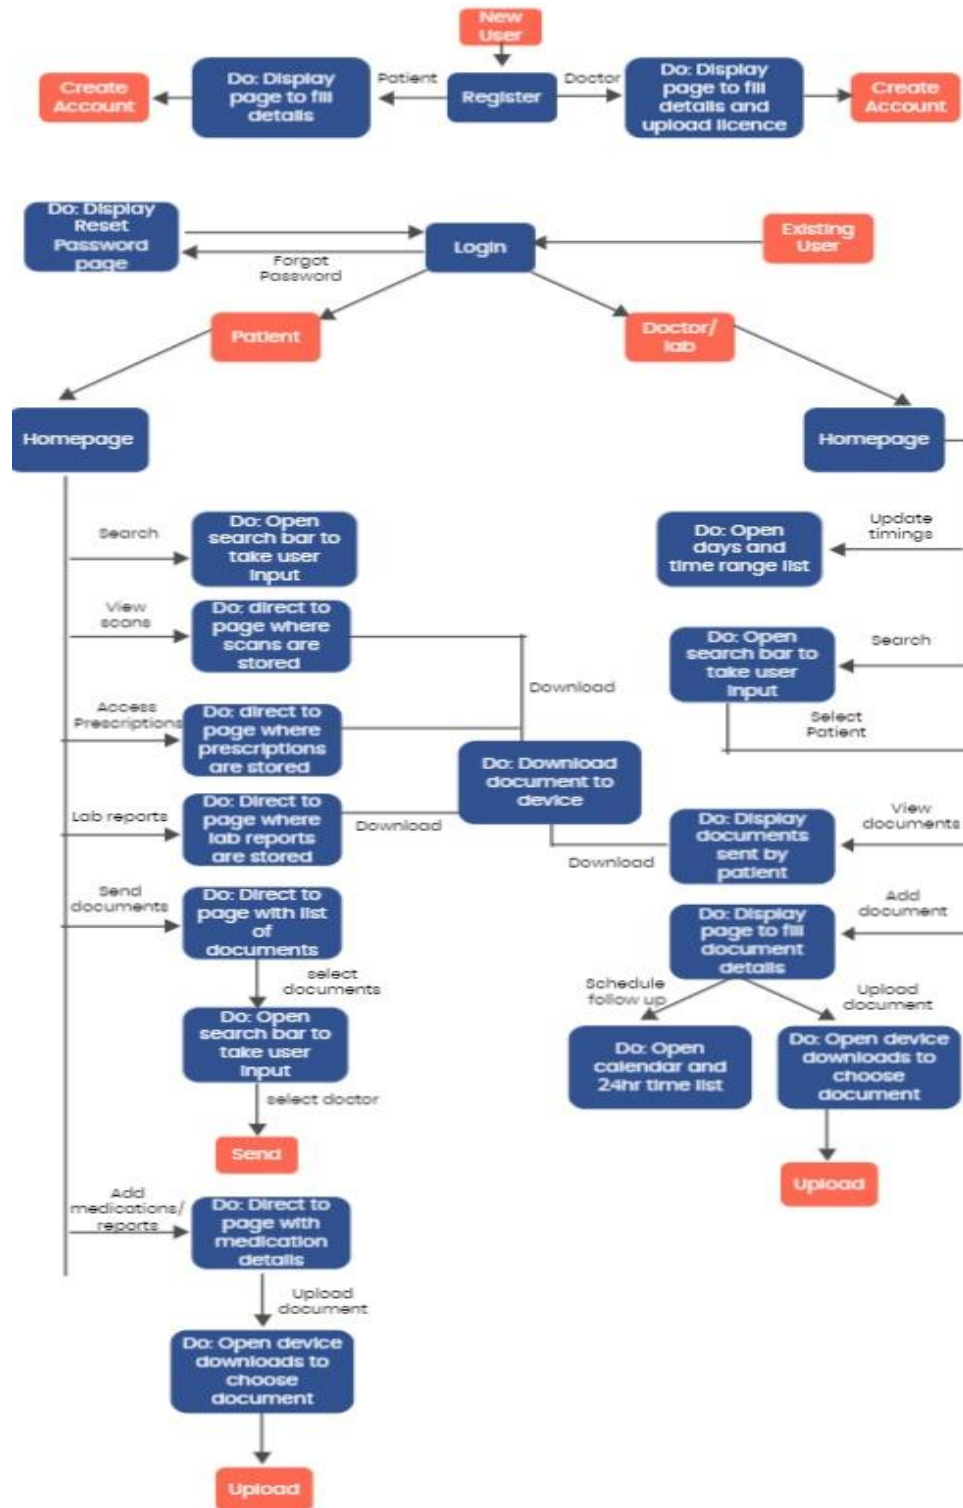 New
User
Create
Account
Do: Display
page to fill
details
Patient
Register
Doctor
Do: Display
page to fill
details and
upload licence
Create
Account
Do: Display
Reset
Password
page
Forgot
Password
Login
Existing
User
Patient
Doctor/
lab
Homepage
Homepage
Search
Do: Open
search bar to
take user
input
View
scans
Do: direct to
page where
scans are
stored
Download
Access
Prescriptions
Do: direct to
page where
prescriptions
are stored
Do: Download
document to
device
Lab reports
Do: Direct to
page where
lab reports
are stored
Download
Download
Send
documents
Do: Direct to
page with list
of
documents
select
documents
Do: Open
search bar to
take user
input
select doctor
Send
Add
medications/
reports
Do: Direct to
page with
medication
details
Upload
document
Do: Open device
downloads to
choose
document
Upload
Do: Open
days and
time range list
Update
timings
Do: Open
search bar to
take user
input
Search
Select
Patient
Do: Display
documents
sent by
patient
View
documents
Add
document
Do: Display
page to fill
document
details
Schedule
follow up
Upload
document
Do: Open
calendar and
24hr time list
Do: Open device
downloads to
choose
document
Upload